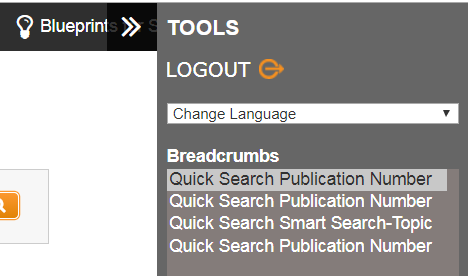 Blueprints
TOOLS
LOGOUT
Change Language
Breadcrumbs
Quick Search Publication Number
Quick Search Publication Number
Quick Search Smart Search-Topic
Quick Search Publication Number